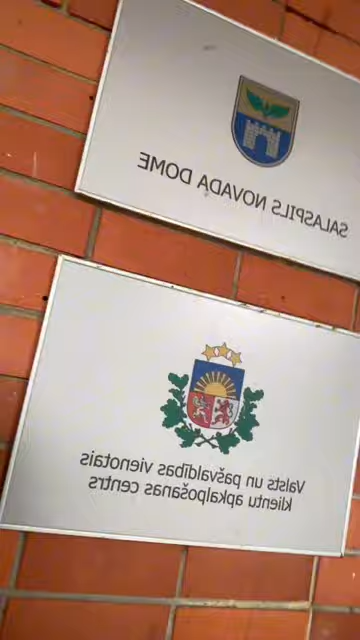 SALASPILS NOVADA DOME
Valsts un pašvaldības vienotais
klientu apkalpošanas centrs